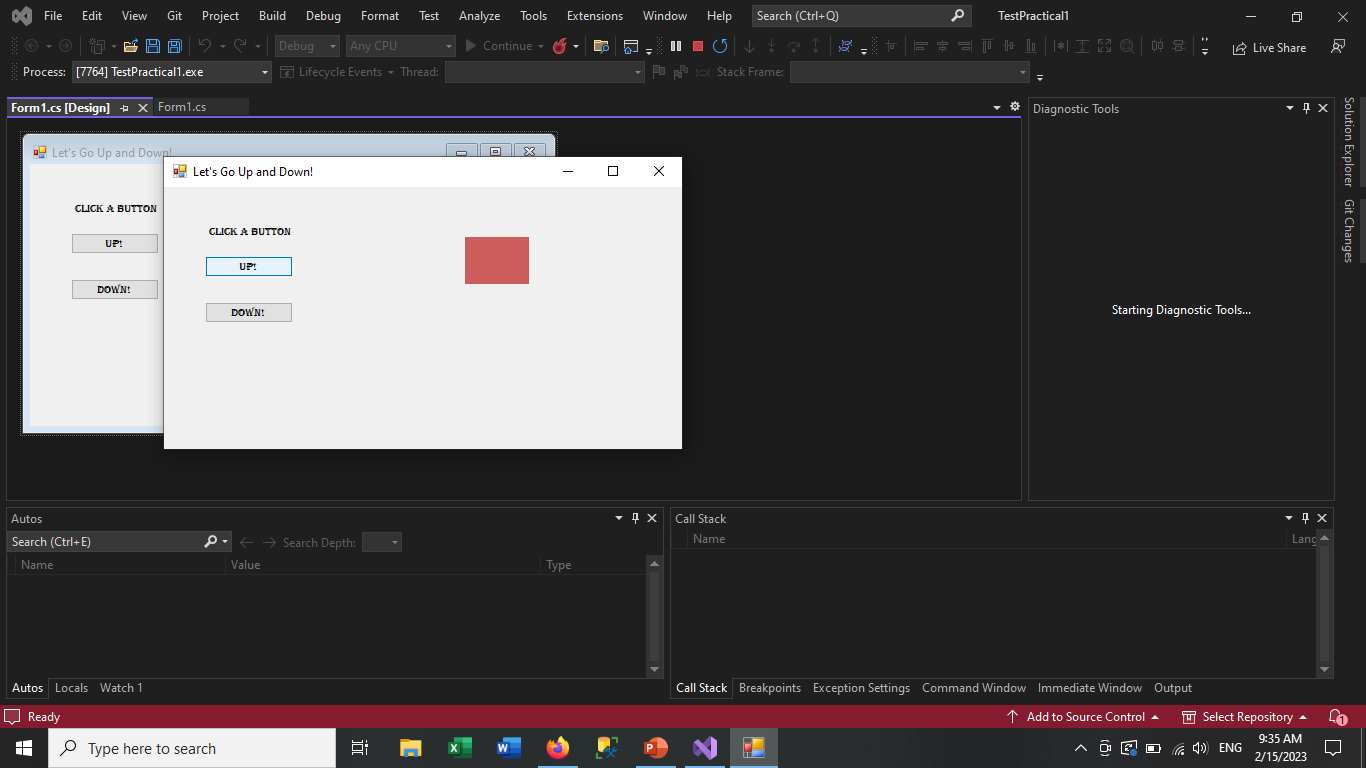 File Edit View Git Project Build Debug Format Test Analyze Tools Extensions Window Help Search (Ctrl+Q) TestPractical1
Debug Any CPU Continue Live Share
Process: [7764] TestPractical1.exe Lifecycle Events Thread: Stack Frame:
Form1.cs [Design] Form1.cs
Diagnostic Tools
Solution Explorer
Git Changes
Let's Go Up and Down!
CLICK A BUTTON
UP!
DOWN!
Let's Go Up and Down!
CLICK A BUTTON
UP!
DOWN!
Starting Diagnostic Tools...
Autos
Search (Ctrl+E) Search Depth:
Name Value Type
Autos Locals Watch 1
Call Stack
Name Lang
Call Stack Breakpoints Exception Settings Command Window Immediate Window Output
Ready Add to Source Control Select Repository 1
Type here to search
ENG
9:35 AM
2/15/2023